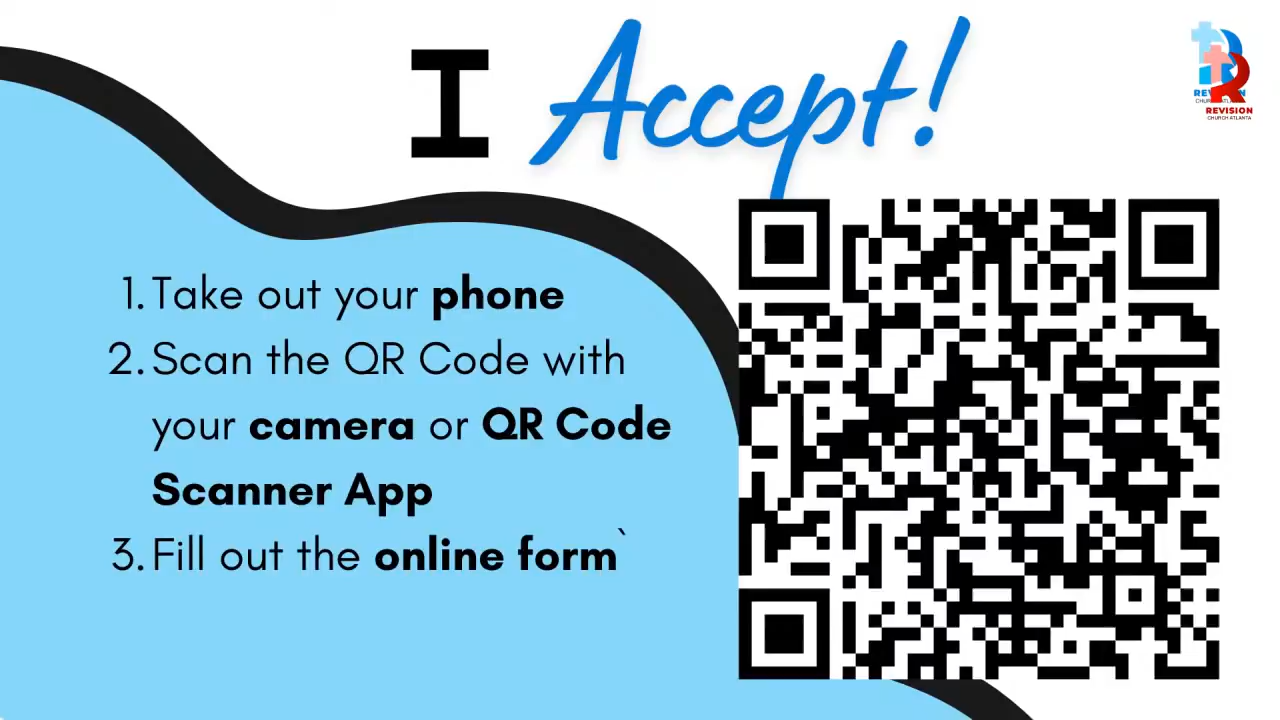 I Accept!
REVISION
CHURCH ATLANTA
1. Take out your phone
2. Scan the QR Code with
your camera or QR Code
Scanner App
3. Fill out the online form`